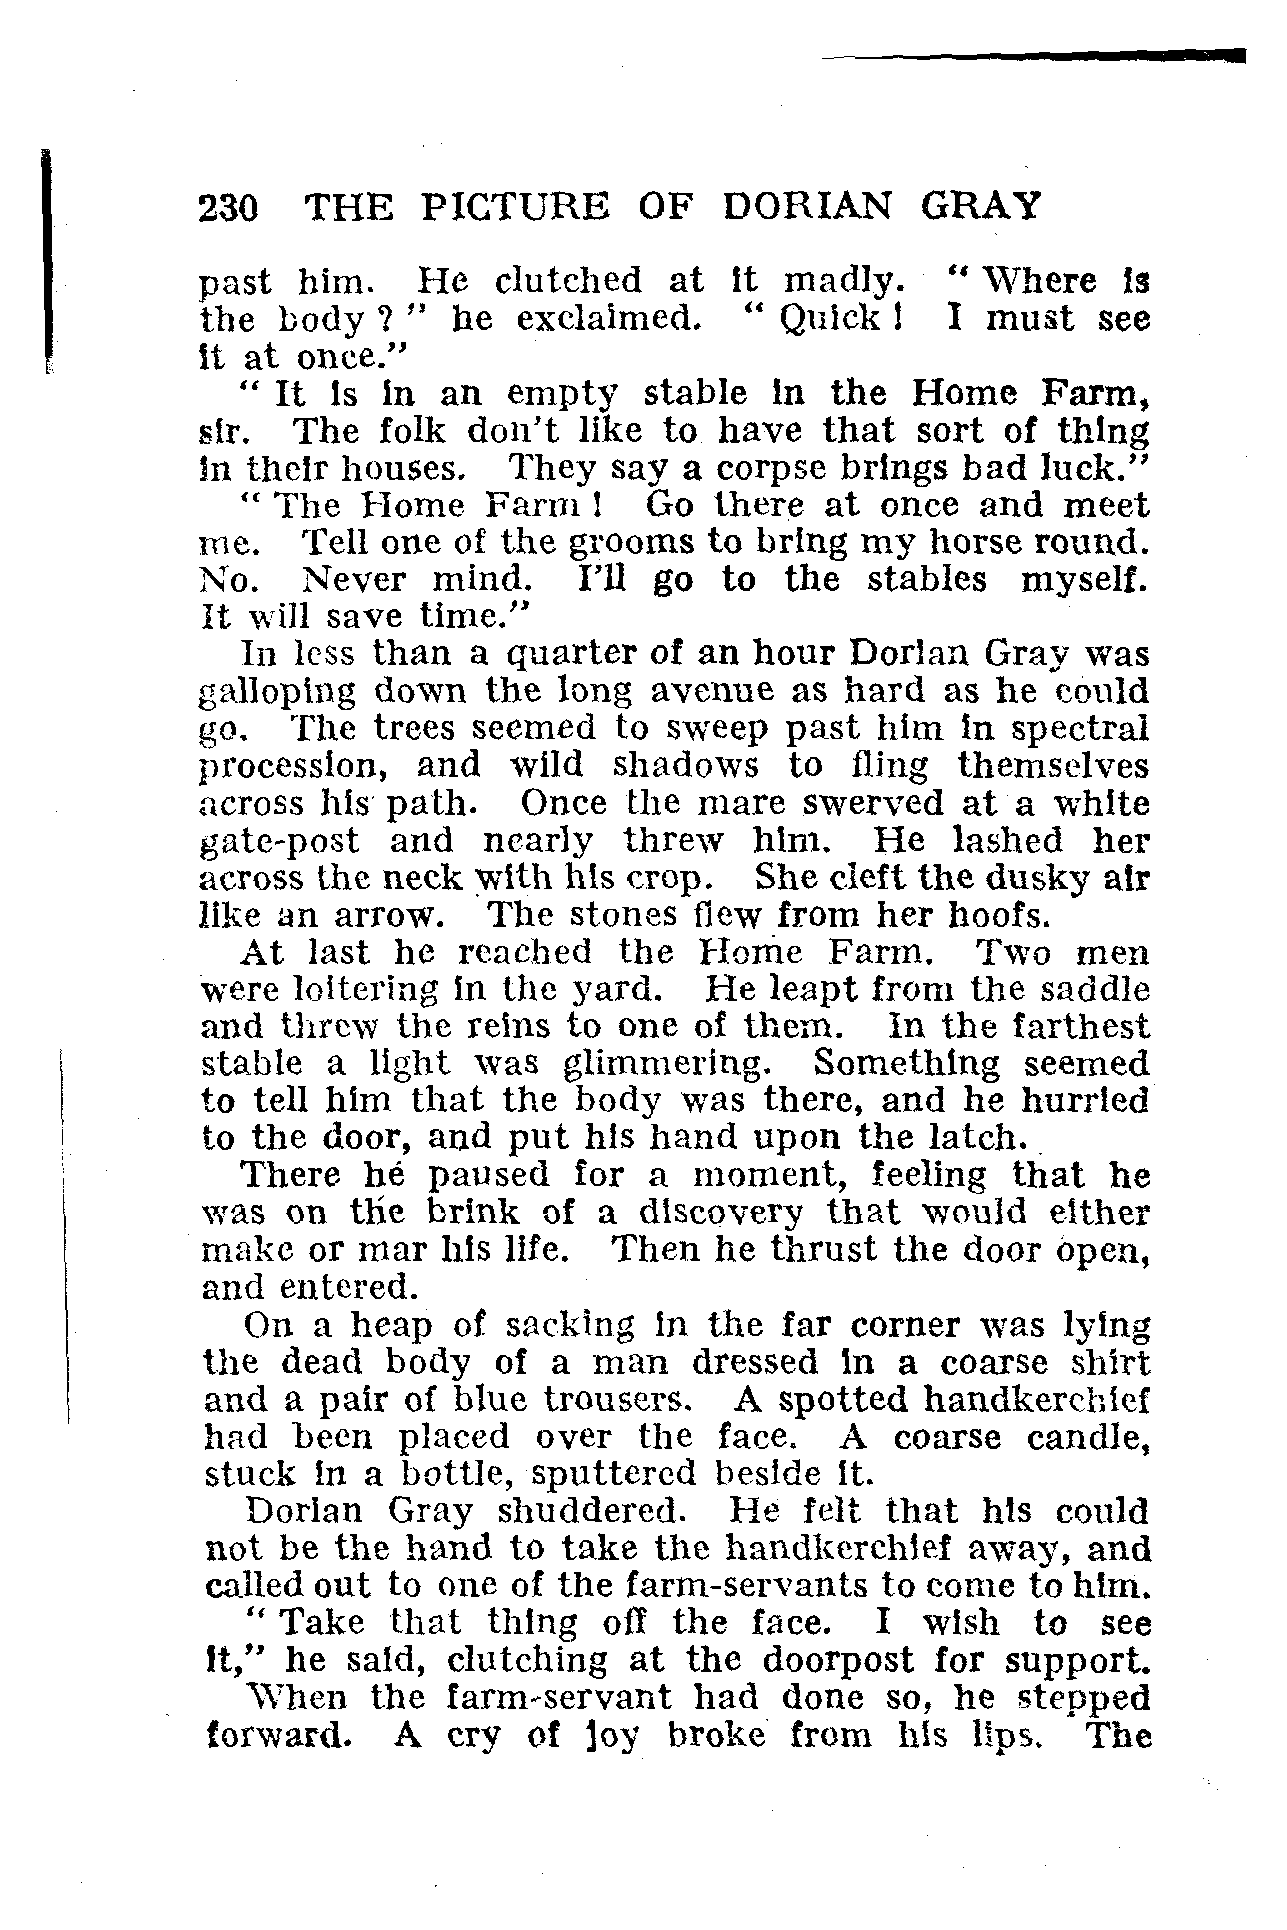 230 THE PICTURE OF DORIAN GRAY
past him. He clutched at it madly. “ Where is
the body ? ” he exclaimed. “ Quick ! I must see
it at once.”
“ It is in an empty stable in the Home Farm,
sir. The folk don’t like to have that sort of thing
in their houses. They say a corpse brings bad luck.”
“ The Home Farm ! Go there at once and meet
me. Tell one of the grooms to bring my horse round.
No. Never mind. I’ll go to the stables myself.
It will save time.”
In less than a quarter of an hour Dorian Gray was
galloping down the long avenue as hard as he could
go. The trees seemed to sweep past him in spectral
procession, and wild shadows to fling themselves
across his path. Once the mare swerved at a white
gate-post and nearly threw him. He lashed her
across the neck with his crop. She cleft the dusky air
like an arrow. The stones flew from her hoofs.
At last he reached the Home Farm. Two men
were loitering in the yard. He leapt from the saddle
and threw the reins to one of them. In the farthest
stable a light was glimmering. Something seemed
to tell him that the body was there, and he hurried
to the door, and put his hand upon the latch.
There he paused for a moment, feeling that he
was on the brink of a discovery that would either
make or mar his life. Then he thrust the door open,
and entered.
On a heap of sacking in the far corner was lying
the dead body of a man dressed in a coarse shirt
and a pair of blue trousers. A spotted handkerchief
had been placed over the face. A coarse candle,
stuck in a bottle, sputtered beside it.
Dorian Gray shuddered. He felt that his could
not be the hand to take the handkerchief away, and
called out to one of the farm-servants to come to him.
“ Take that thing off the face. I wish to see
it,” he said, clutching at the doorpost for support.
When the farm-servant had done so, he stepped
forward. A cry of joy broke from his lips. The